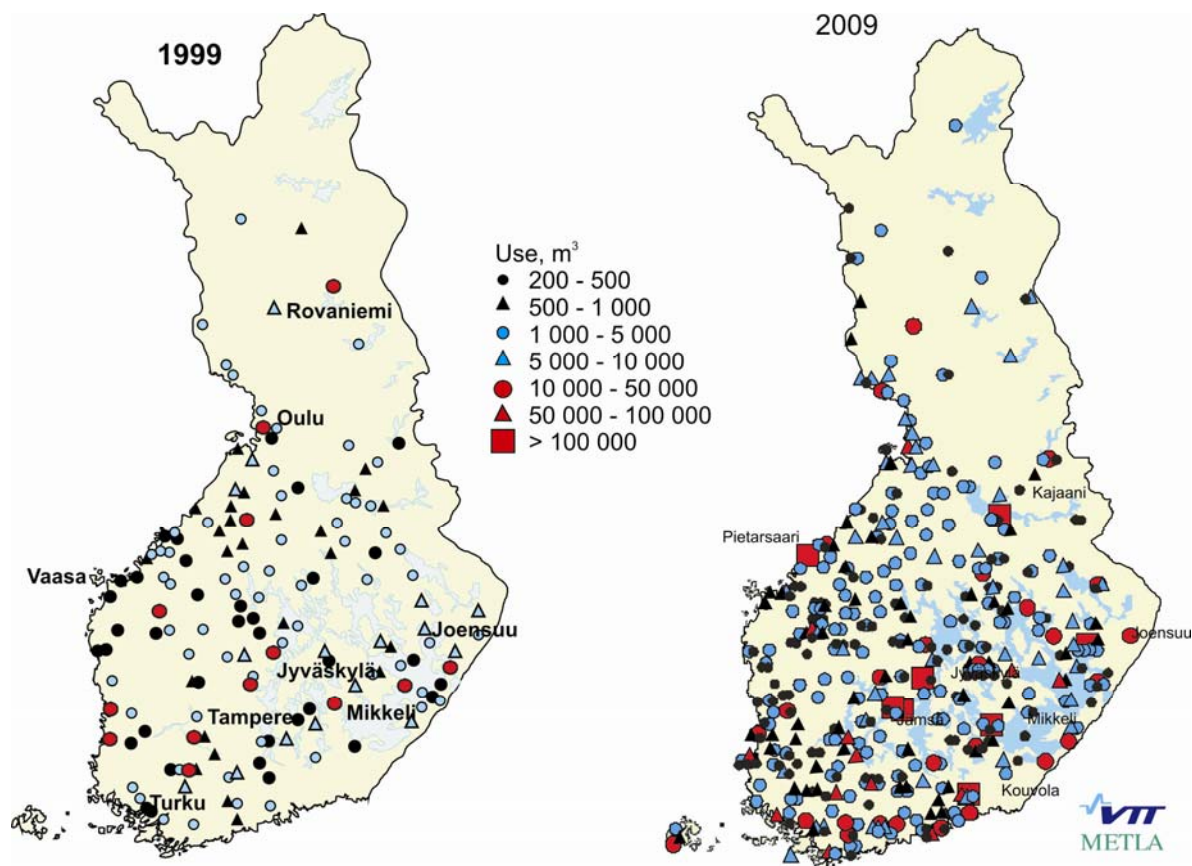 1999
2009
Use, m³
200 - 500
500 - 1 000
1 000 - 5 000
5 000 - 10 000
10 000 - 50 000
50 000 - 100 000
> 100 000
Rovaniemi
Oulu
Vaasa
Joensuu
Jyväskylä
Tampere
Mikkeli
Turku
Kajaani
Pietarsaari
Joensuu
Jyväskylä
Jämsä
Mikkeli
Kouvola
VTT
METLA